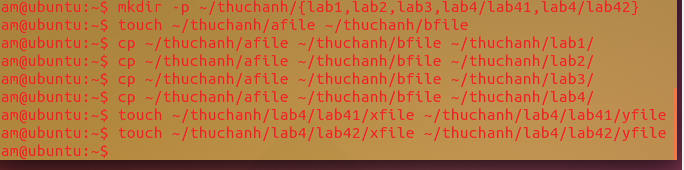 am@ubuntu:~$ mkdir -p ~/thuchanh/{lab1,lab2,lab3,lab4/lab41,lab4/lab42}
am@ubuntu:~$ touch ~/thuchanh/afile ~/thuchanh/bfile
am@ubuntu:~$ cp ~/thuchanh/afile ~/thuchanh/bfile ~/thuchanh/lab1/
am@ubuntu:~$ cp ~/thuchanh/afile ~/thuchanh/bfile ~/thuchanh/lab2/
am@ubuntu:~$ cp ~/thuchanh/afile ~/thuchanh/bfile ~/thuchanh/lab3/
am@ubuntu:~$ cp ~/thuchanh/afile ~/thuchanh/bfile ~/thuchanh/lab4/
am@ubuntu:~$ touch ~/thuchanh/lab4/lab41/xfile ~/thuchanh/lab4/lab41/yfile
am@ubuntu:~$ touch ~/thuchanh/lab4/lab42/xfile ~/thuchanh/lab4/lab42/yfile
am@ubuntu:~$